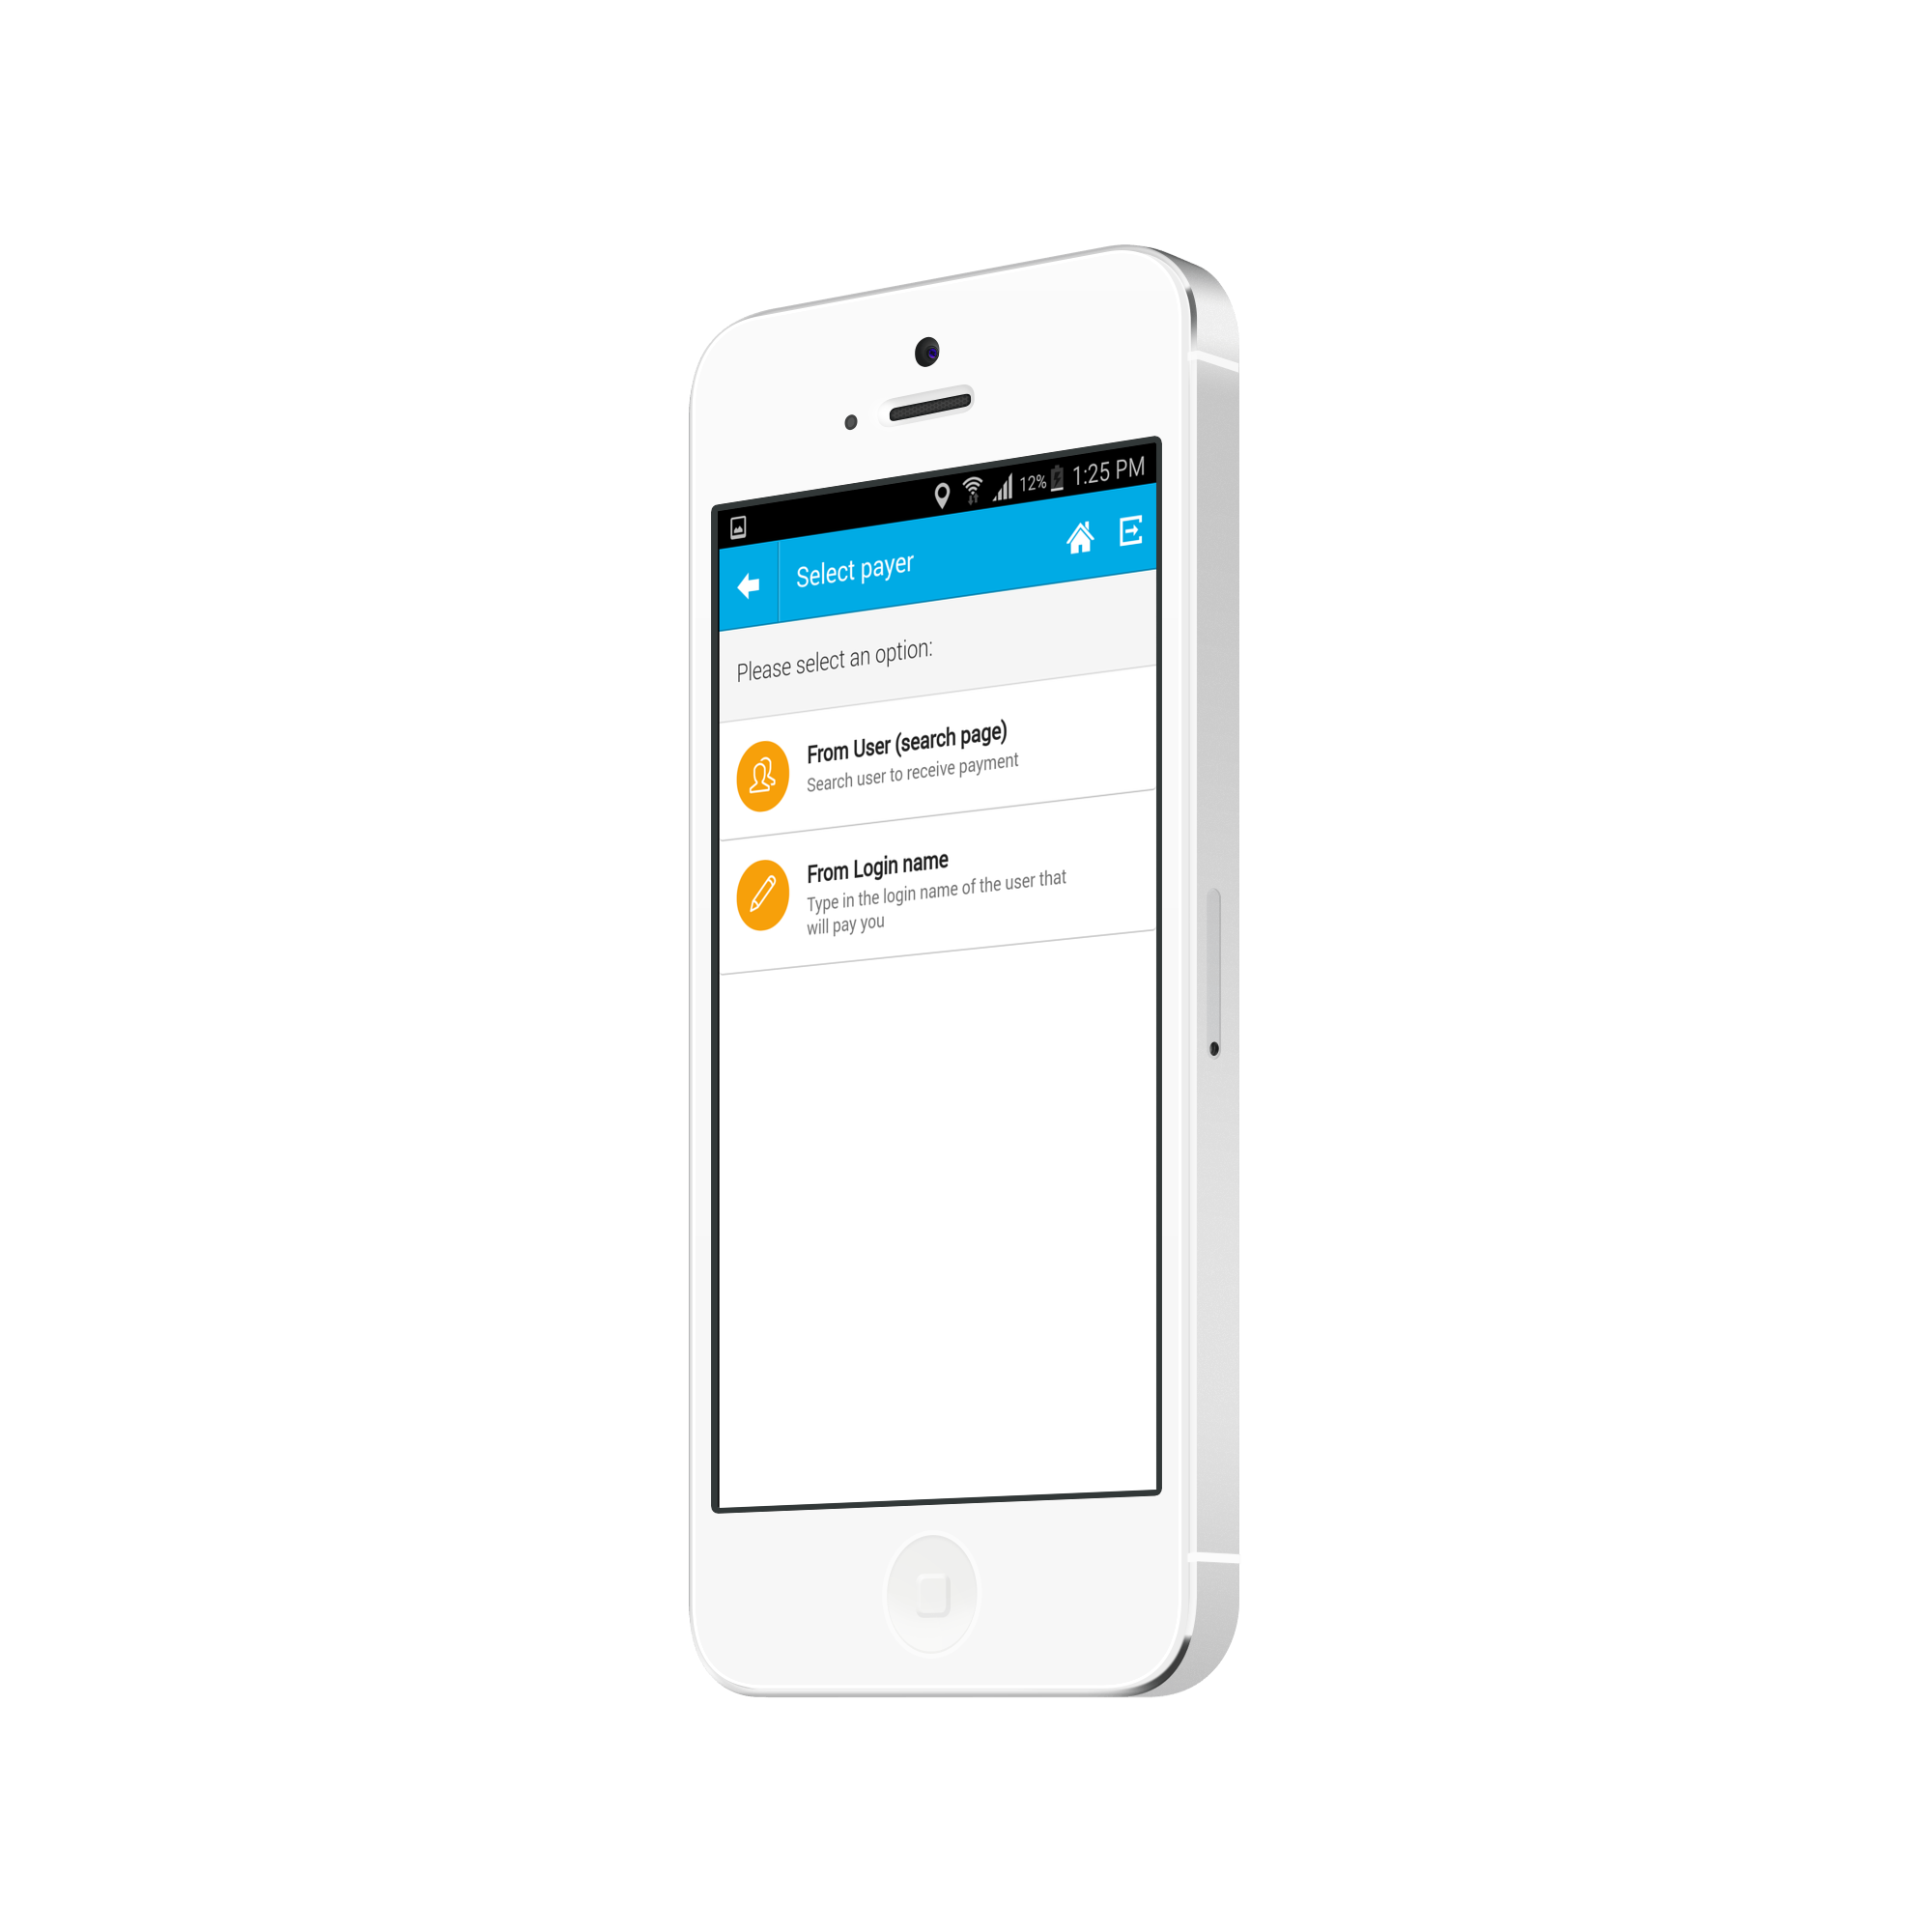 12% 1:25 PM
Select payer
Please select an option:
From User (search page)
Search user to receive payment
From Login name
Type in the login name of the user that
will pay you